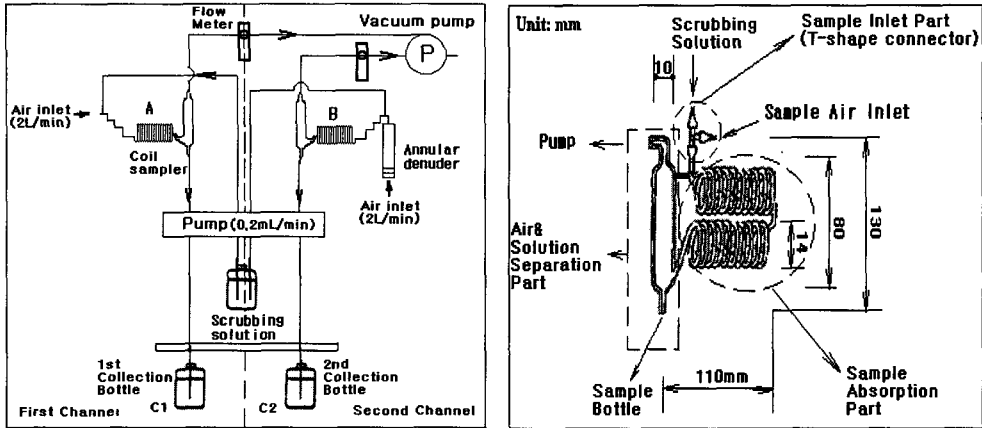 Flow
Meter
Vacuum pump
P
A
B
Air inlet
(2L/min)
Coil
sampler
Annular
denuder
Air inlet
(2L/min)
Pump(0.2mL/min)
Scrubbing
solution
1st
Collection
Bottle
2nd
Collection
Bottle
First Channel
C1
C2
Second Channel
Unit: mm
Scrubbing
Solution
Sample Inlet Part
(T-shape connector)
10
Sample Air Inlet
Pump
Air&
Solution
Separation
Part
14
80
130
110mm
Sample
Bottle
Sample
Absorption
Part